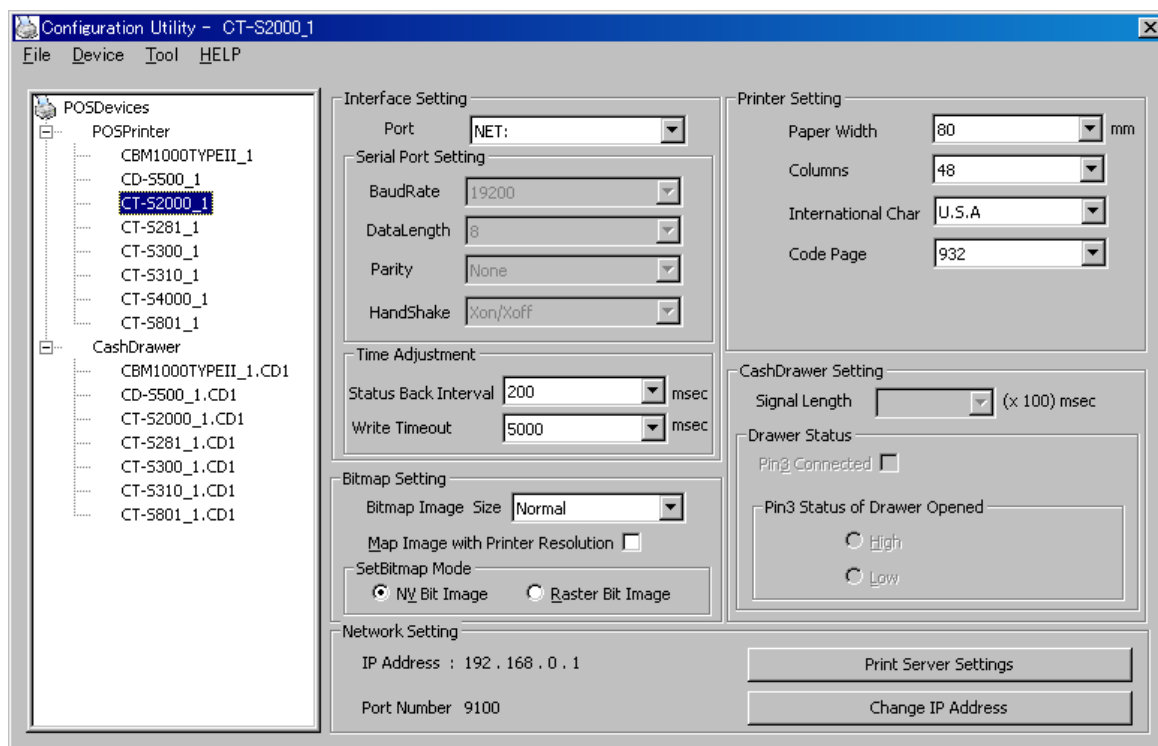 Configuration Utility - CT-S2000_1
File Device Tool HELP
POSDevices
POSPrinter
CBM1000TYPEII_1
CD-S500_1
CT-S2000_1
CT-S281_1
CT-S300_1
CT-S310_1
CT-S4000_1
CT-S801_1
CashDrawer
CBM1000TYPEII_1.CD1
CD-S500_1.CD1
CT-S2000_1.CD1
CT-S281_1.CD1
CT-S300_1.CD1
CT-S310_1.CD1
CT-S801_1.CD1
Interface Setting
Port NET:
Serial Port Setting
BaudRate 19200
DataLength 8
Parity None
HandShake Xon/Xoff
Time Adjustment
Status Back Interval 200 msec
Write Timeout 5000 msec
Bitmap Setting
Bitmap Image Size Normal
Map Image with Printer Resolution
SetBitmap Mode
NV Bit Image Raster Bit Image
Printer Setting
Paper Width 80 mm
Columns 48
International Char U.S.A
Code Page 932
CashDrawer Setting
Signal Length (x 100) msec
Drawer Status
Pin3 Connected
Pin3 Status of Drawer Opened
High
Low
Network Setting
IP Address : 192 . 168 . 0 . 1
Port Number 9100
Print Server Settings
Change IP Address